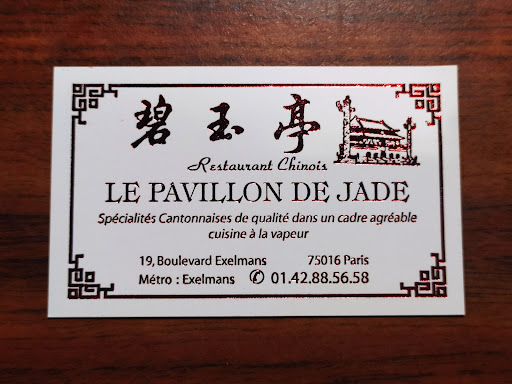 碧玉亭
Restaurant Chinois
LE PAVILLON DE JADE
Spécialités Cantonnaises de qualité dans un cadre agréable
cuisine à la vapeur
19, Boulevard Exelmans 75016 Paris
Métro : Exelmans ✆ 01.42.88.56.58